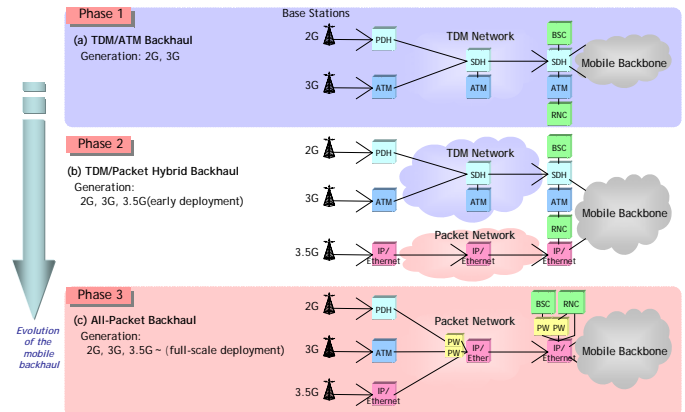 Phase 1
Base Stations
(a) TDM/ATM Backhaul
Generation: 2G, 3G
2G
PDH
TDM Network
BSC
SDH
SDH
Mobile Backbone
3G
ATM
ATM
ATM
RNC
Phase 2
(b) TDM/Packet Hybrid Backhaul
Generation:
2G, 3G, 3.5G(early deployment)
2G
PDH
TDM Network
BSC
SDH
SDH
3G
ATM
ATM
ATM
Mobile Backbone
RNC
Packet Network
3.5G
IP/
Ethernet
IP/
Ethernet
IP/
Ethernet
Phase 3
(c) All-Packet Backhaul
Generation:
2G, 3G, 3.5G ~ (full-scale deployment)
2G
PDH
Packet Network
BSC
RNC
PW PW
3G
ATM
PW
PW
IP/
Ether
IP/
Ethernet
Mobile Backbone
3.5G
IP/
Ethernet
Evolution
of the
mobile
backhaul